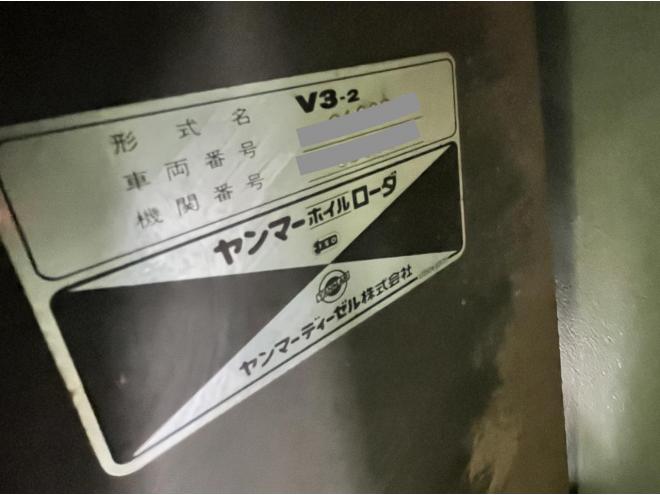 形式名 V3-2
車両番号
機関番号
ヤンマーホイルローダ
ヤンマーディーゼル株式会社